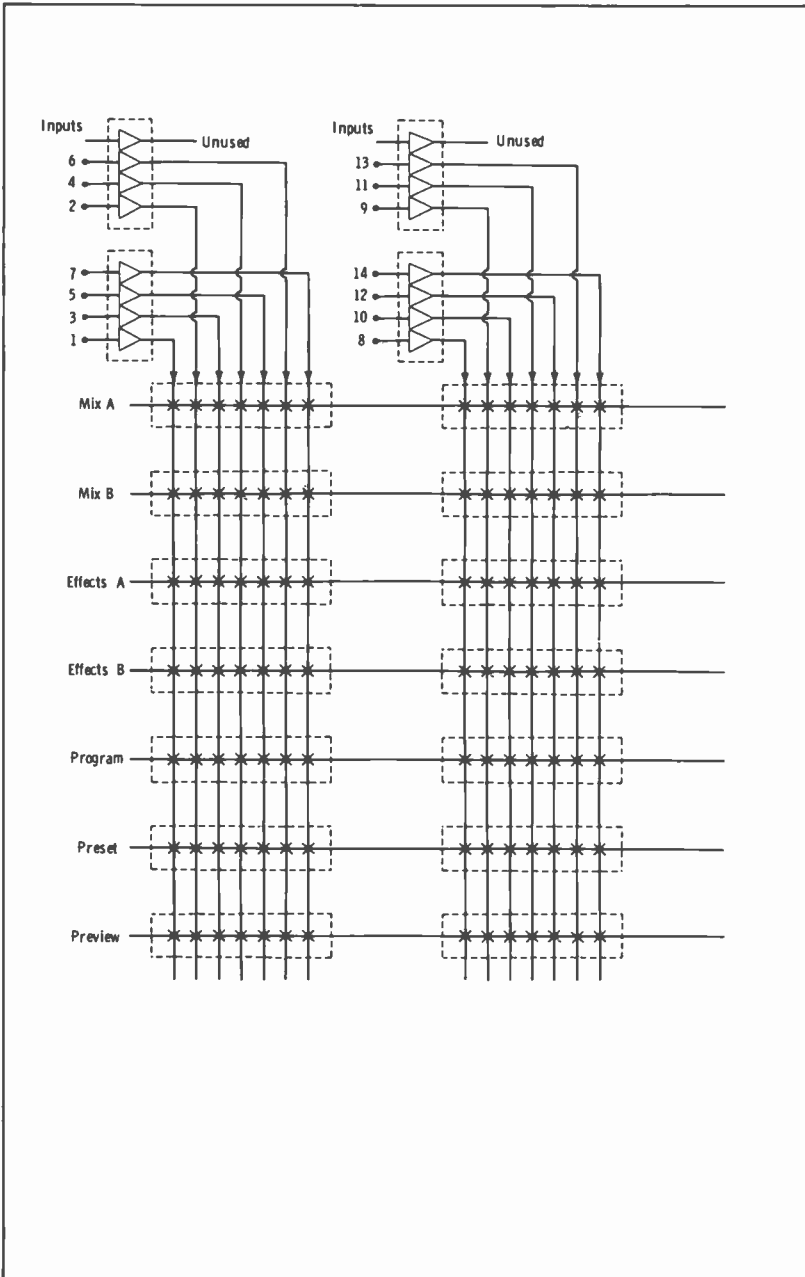 Inputs
Unused
6
4
2
7
5
3
1
Inputs
Unused
13
11
9
14
12
10
8
Mix A
Mix B
Effects A
Effects B
Program
Preset
Preview